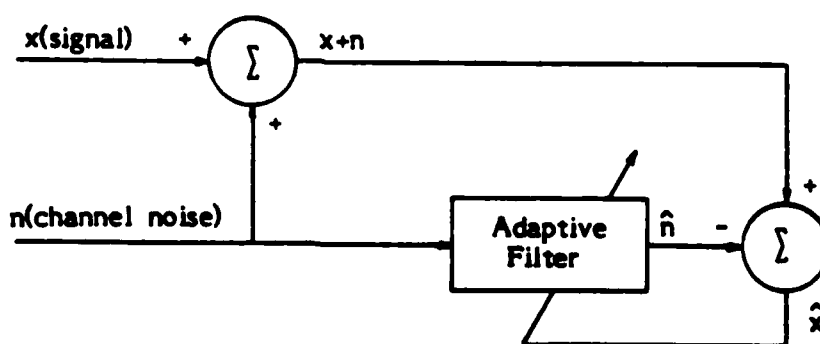 x(signal)
+
Σ
x+n
+
n(channel noise)
Adaptive
Filter
n̂
-
+
Σ
x̂